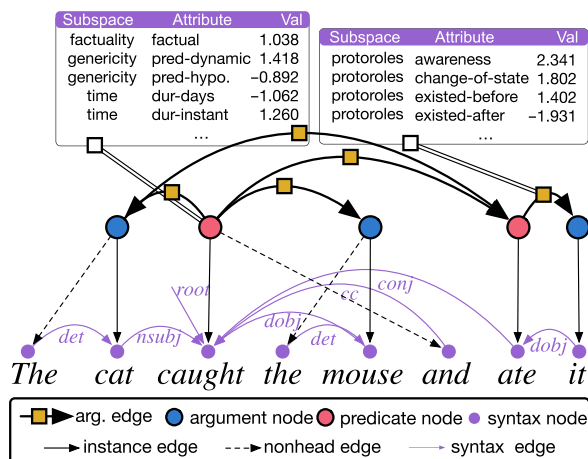 Subspace Attribute Val
factuality factual 1.038
genericity pred-dynamic 1.418
genericity pred-hypo. −0.892
time dur-days −1.062
time dur-instant 1.260
...
Subspace Attribute Val
protoroles awareness 2.341
protoroles change-of-state 1.802
protoroles existed-before 1.402
protoroles existed-after −1.931
...
root
conj
cc
det
nsubj
dobj
det
dobj
The cat caught the mouse and ate it
arg. edge argument node predicate node syntax node
instance edge nonhead edge syntax edge